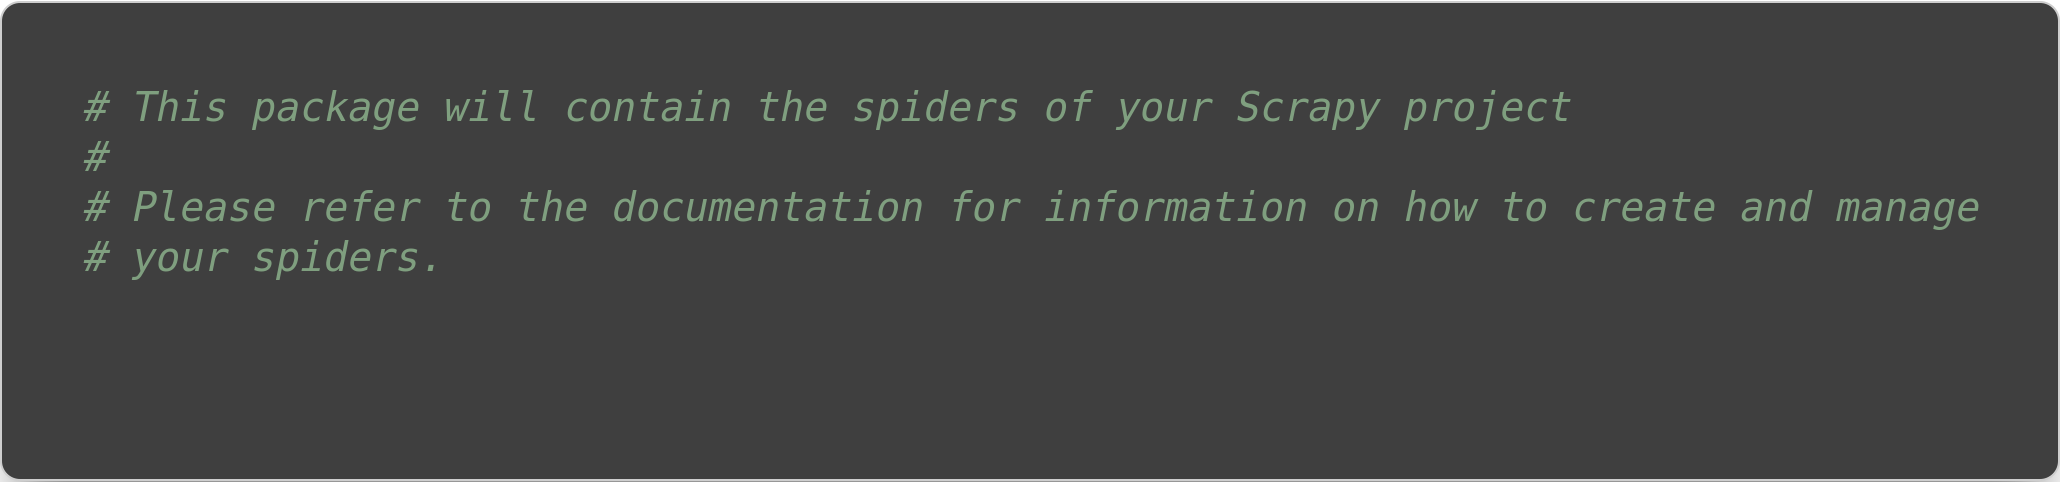 # This package will contain the spiders of your Scrapy project
#
# Please refer to the documentation for information on how to create and manage
# your spiders.